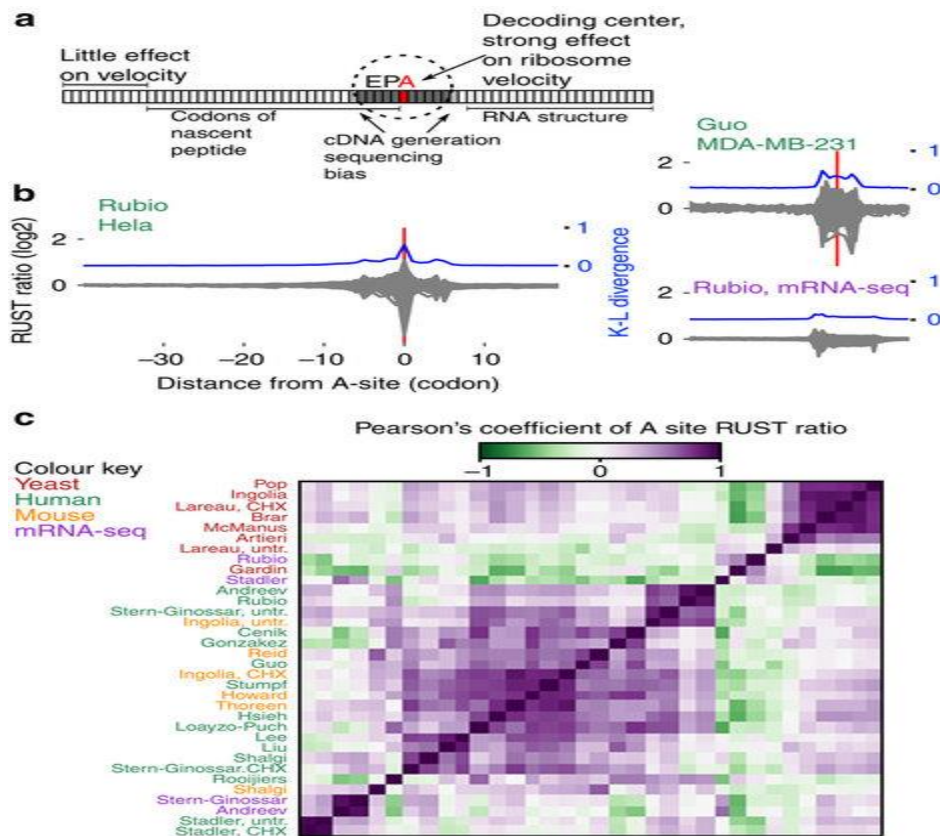 a
Little effect
on velocity
EPA
Decoding center,
strong effect
on ribosome
velocity
Codons of
nascent
peptide
cDNA generation
sequencing
bias
RNA structure
Guo
MDA-MB-231
2
0
1
0
b
Rubio
Hela
RUST ratio (log2)
2
0
1
0
K-L divergence
−30
−20
−10
0
10
Distance from A-site (codon)
Rubio, mRNA-seq
2
0
1
0
c
Pearson's coefficient of A site RUST ratio
−1
0
1
Colour key
Yeast
Human
Mouse
mRNA-seq
Pop
Ingolia
Lareau, CHX
Brar
McManus
Artieri
Lareau, untr.
Rubio
Gardin
Stadler
Andreev
Rubio
Stern-Ginossar, untr.
Ingolia, untr.
Cenik
Gonzakez
Reid
Guo
Ingolia, CHX
Stumpf
Howard
Thoreen
Hsieh
Loayzo-Puch
Lee
Liu
Shalgi
Stern-Ginossar.CHX
Rooijiers
Shalgi
Stern-Ginossar
Andreev
Stadler, untr.
Stadler, CHX